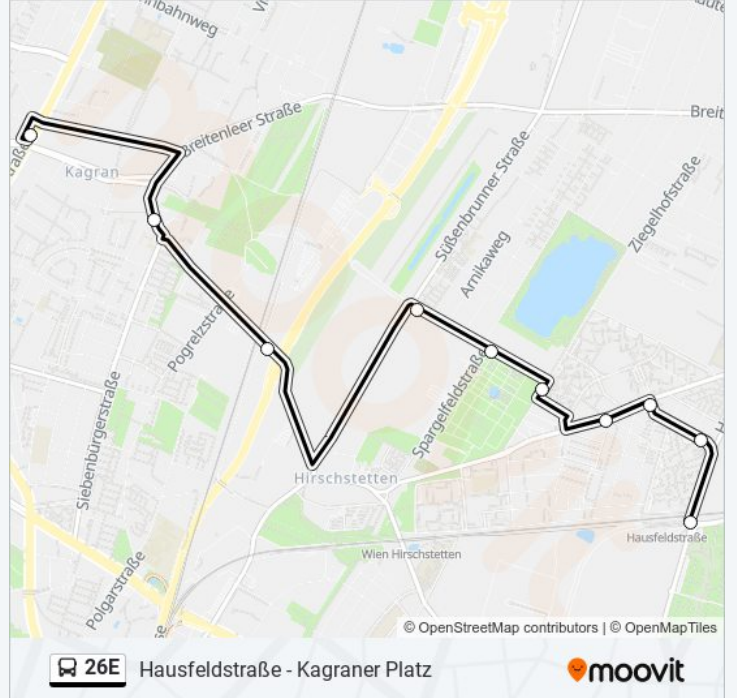 nbahnweg
Breitenleer Straße
Breit
Kagran
Süßenbrunner Straße
Ziegelhofstraße
Arnikaweg
Pogrelzstraße
Spargelfeldstraße
Siebenbürgerstraße
Hirschstetten
Hausfeldstraße
Wien Hirschstetten
Polgarstraße
© OpenStreetMap contributors | © OpenMapTiles
26E Hausfeldstraße - Kagraner Platz
moovit